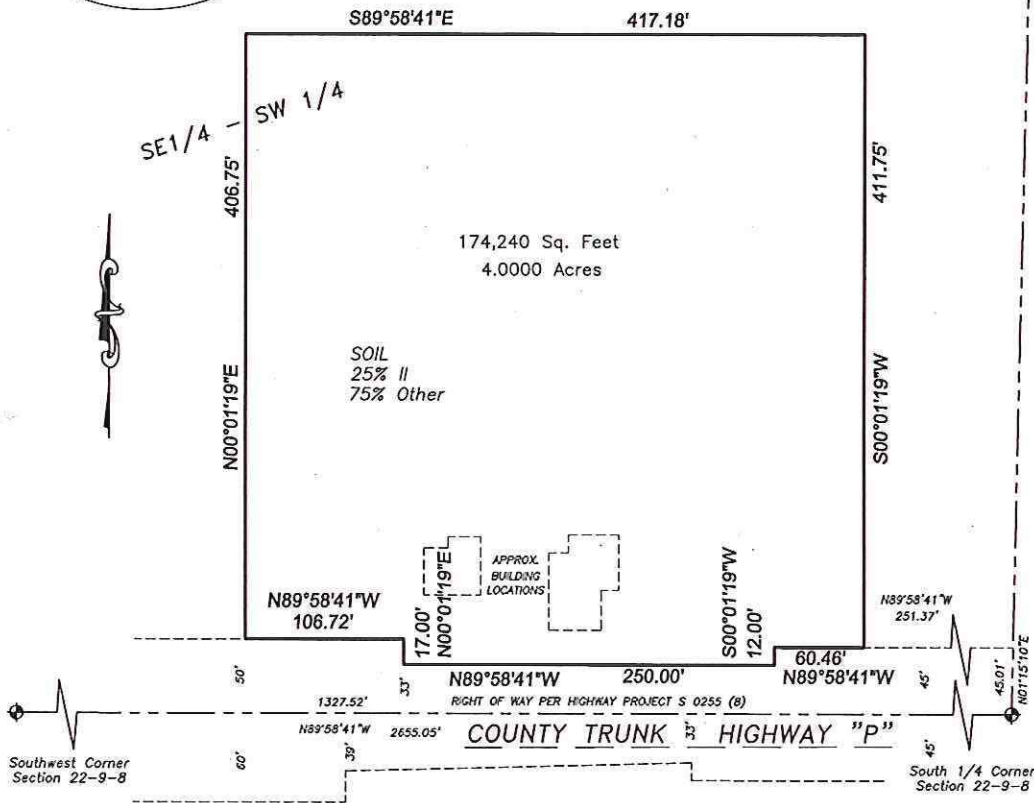 S89°58'41"E 417.18'
SE1/4 - SW 1/4
406.75'
N00°01'19"E
411.75'
S00°01'19"W
174,240 Sq. Feet
4.0000 Acres
SOIL
25% II
75% Other
APPROX.
BUILDING
LOCATIONS
N89°58'41"W
106.72'
17.00'
N00°01'19"E
S00°01'19"W
12.00'
60.46'
N89°58'41"W
N89°58'41"W 250.00'
N89°58'41"W
251.37'
45.01'
N01°15'10"E
50'
33'
45'
1327.52' RIGHT OF WAY PER HIGHWAY PROJECT S 0255 (8)
N89°58'41"W 2655.05' COUNTY TRUNK 33' HIGHWAY "P"
60'
39'
45'
Southwest Corner
Section 22-9-8
South 1/4 Corner
Section 22-9-8